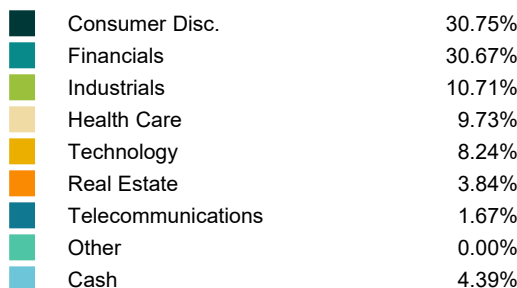 Consumer Disc. 30.75%
Financials 30.67%
Industrials 10.71%
Health Care 9.73%
Technology 8.24%
Real Estate 3.84%
Telecommunications 1.67%
Other 0.00%
Cash 4.39%